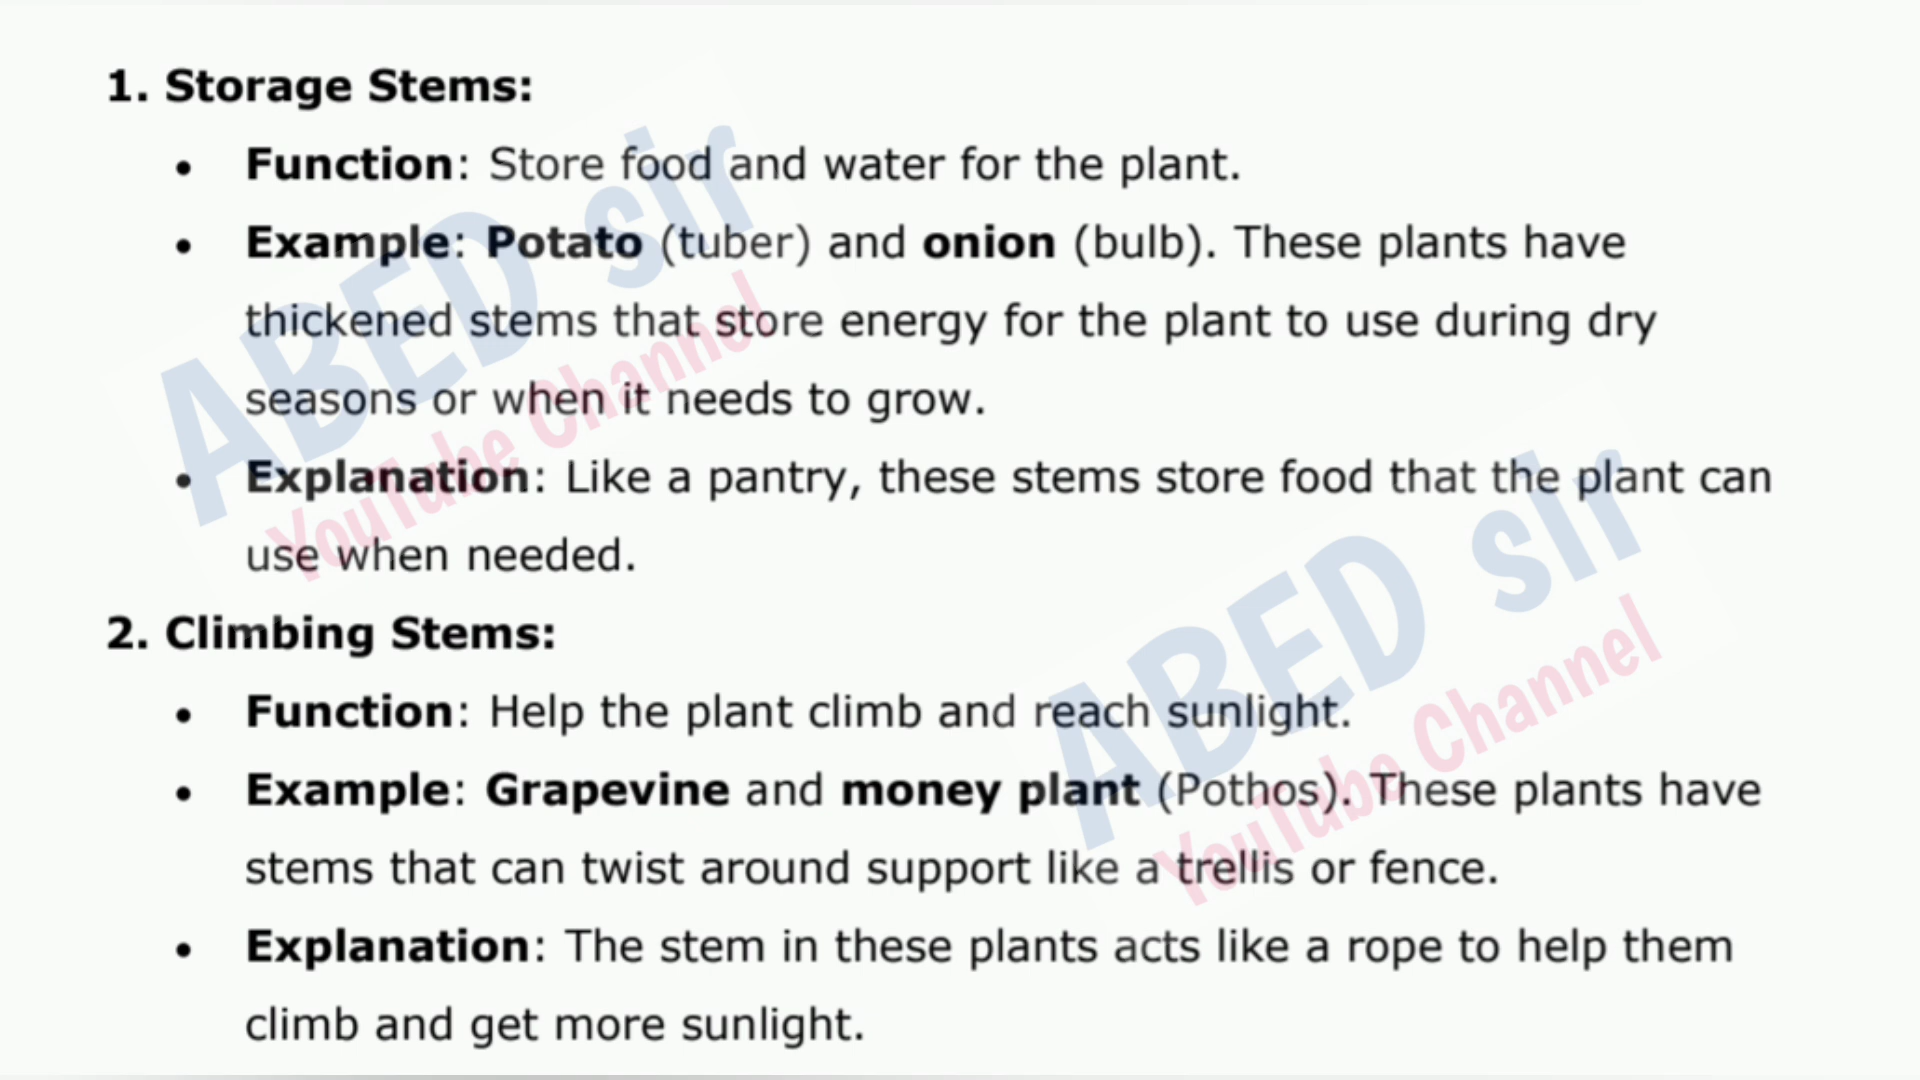 1. Storage Stems:
• Function: Store food and water for the plant.
• Example: Potato (tuber) and onion (bulb). These plants have
thickened stems that store energy for the plant to use during dry
seasons or when it needs to grow.
• Explanation: Like a pantry, these stems store food that the plant can
use when needed.
2. Climbing Stems:
• Function: Help the plant climb and reach sunlight.
• Example: Grapevine and money plant (Pothos). These plants have
stems that can twist around support like a trellis or fence.
• Explanation: The stem in these plants acts like a rope to help them
climb and get more sunlight.
ABED sir
YouTube Channel
ABED sir
YouTube Channel